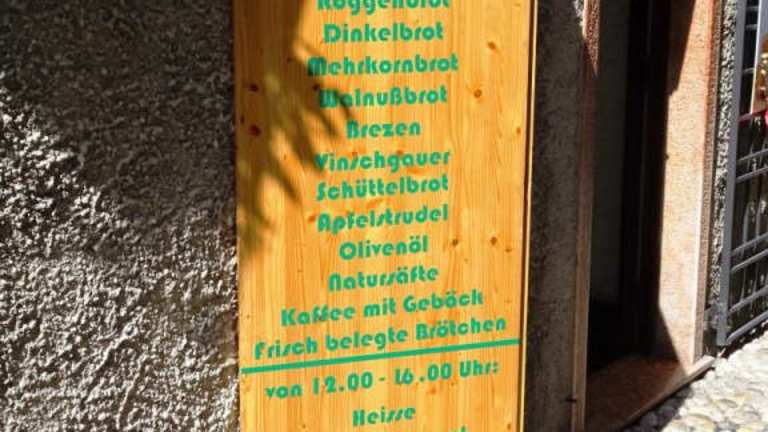 Roggenbrot
Dinkelbrot
Mehrkornbrot
Walnußbrot
Brezen
Vinschgauer
Schüttelbrot
Apfelstrudel
Olivenöl
Natursäfte
Kaffee mit Gebäck
Frisch belegte Brötchen
von 12.00 - 16.00 Uhr:
Heisse